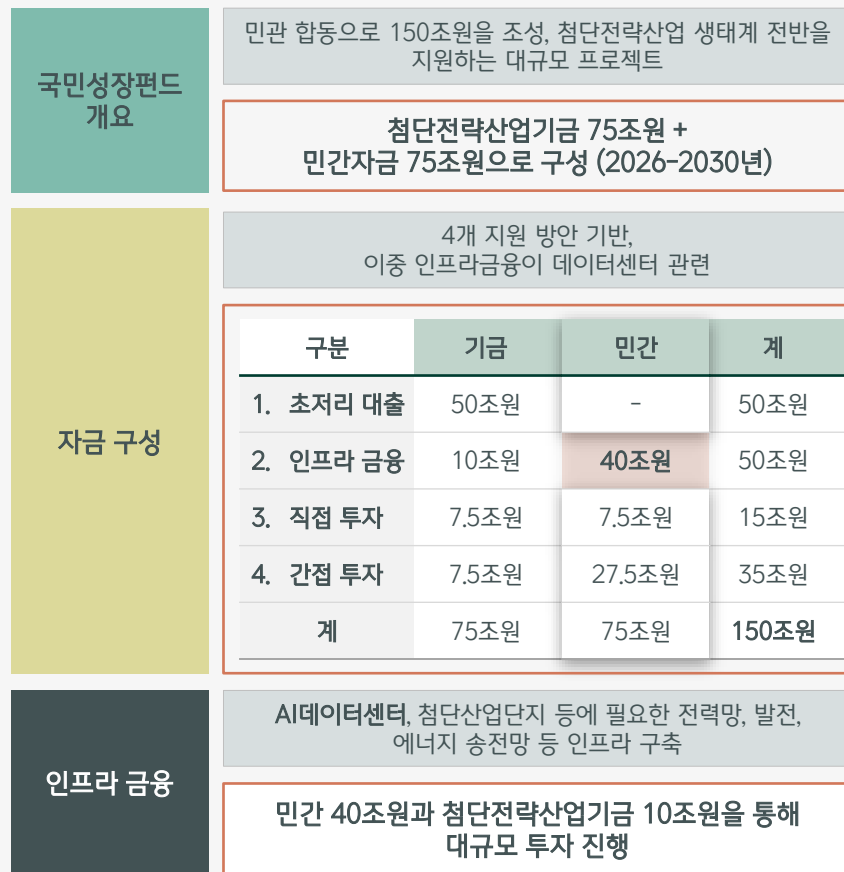 국민성장펀드
개요
민관 합동으로 150조원을 조성, 첨단전략산업 생태계 전반을
지원하는 대규모 프로젝트
첨단전략산업기금 75조원 +
민간자금 75조원으로 구성 (2026-2030년)
자금 구성
4개 지원 방안 기반,
이중 인프라금융이 데이터센터 관련
구분 기금 민간 계
1. 초저리 대출 50조원 - 50조원
2. 인프라 금융 10조원 40조원 50조원
3. 직접 투자 7.5조원 7.5조원 15조원
4. 간접 투자 7.5조원 27.5조원 35조원
계 75조원 75조원 150조원
인프라 금융
AI데이터센터, 첨단산업단지 등에 필요한 전력망, 발전,
에너지 송전망 등 인프라 구축
민간 40조원과 첨단전략산업기금 10조원을 통해
대규모 투자 진행